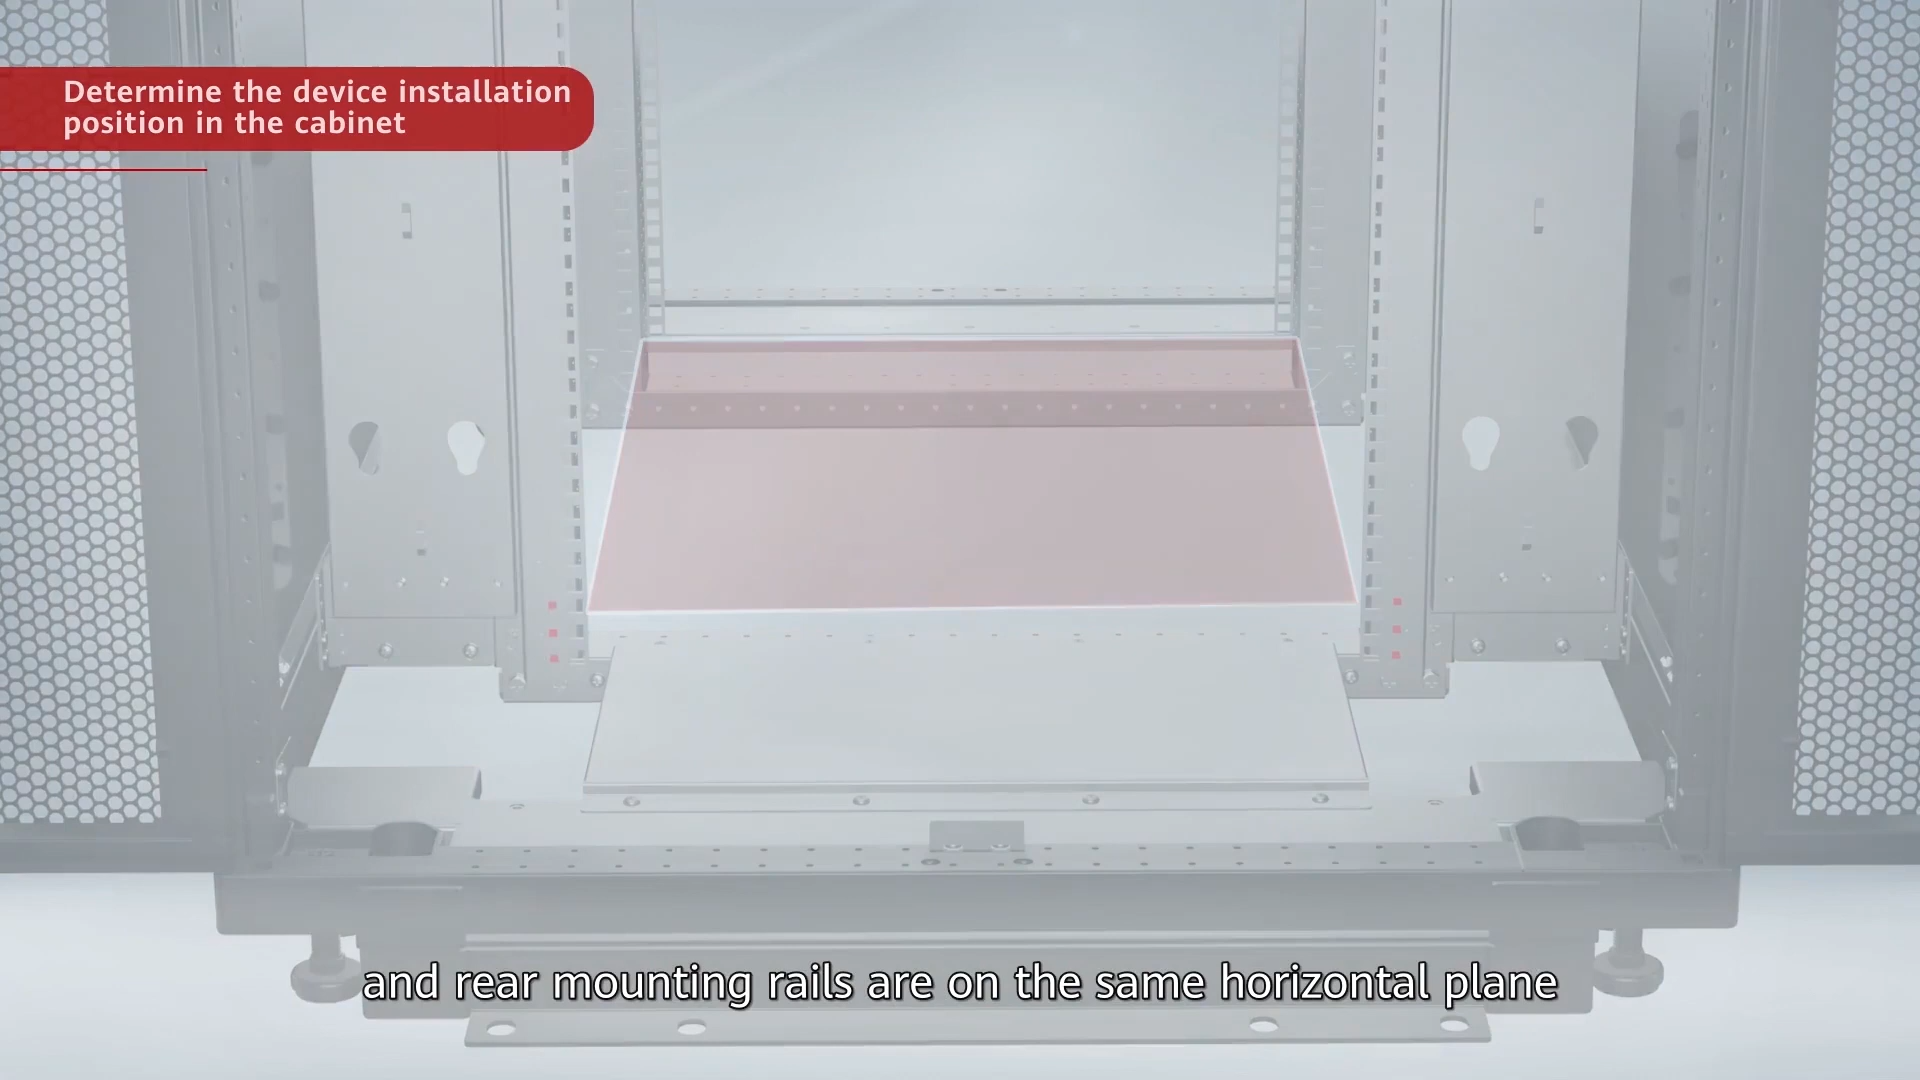 Determine the device installation
position in the cabinet
and rear mounting rails are on the same horizontal plane